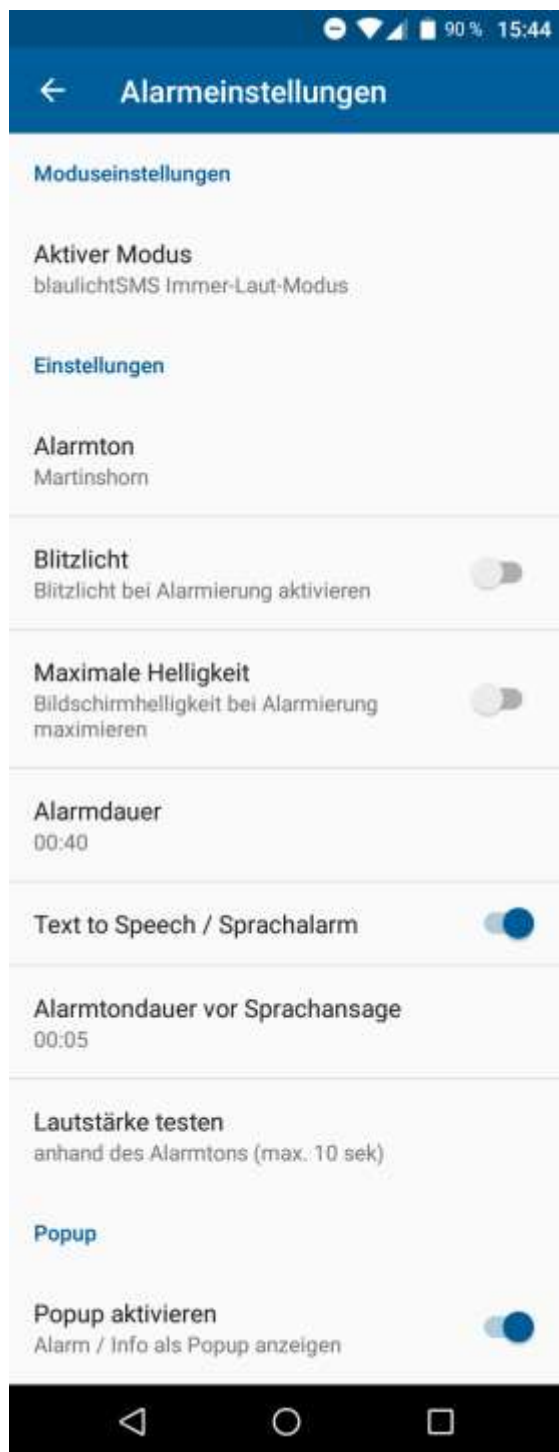 90 % 15:44
Alarmeinstellungen
Moduseinstellungen
Aktiver Modus
blaulichtSMS Immer-Laut-Modus
Einstellungen
Alarmton
Martinshorn
Blitzlicht
Blitzlicht bei Alarmierung aktivieren
Maximale Helligkeit
Bildschirmhelligkeit bei Alarmierung
maximieren
Alarmdauer
00:40
Text to Speech / Sprachalarm
Alarmtondauer vor Sprachansage
00:05
Lautstärke testen
anhand des Alarmtons (max. 10 sek)
Popup
Popup aktivieren
Alarm / Info als Popup anzeigen